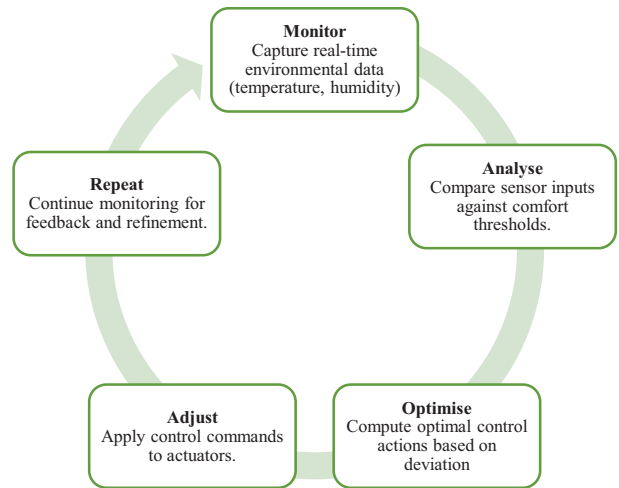 Monitor
Capture real-time
environmental data
(temperature, humidity)
Analyse
Compare sensor inputs
against comfort
thresholds.
Optimise
Compute optimal control
actions based on
deviation
Adjust
Apply control commands
to actuators.
Repeat
Continue monitoring for
feedback and refinement.